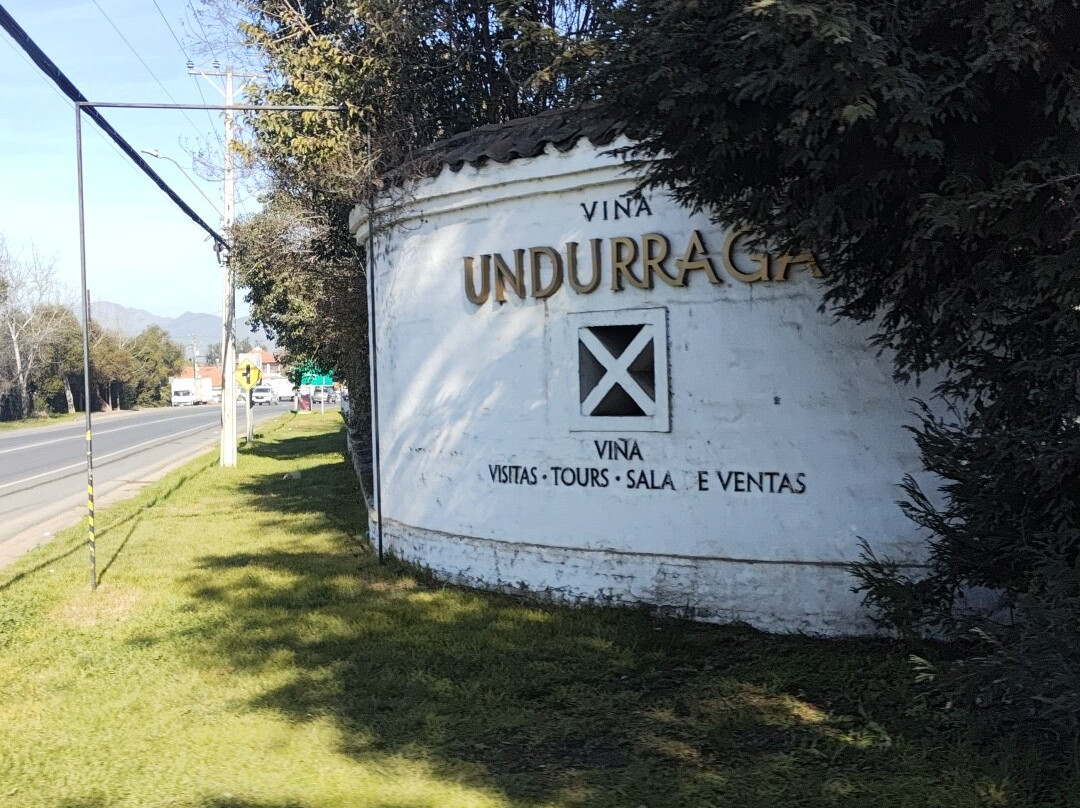 VIÑA
UNDURRAGA
VIÑA
VISITAS · TOURS · SALA E VENTAS